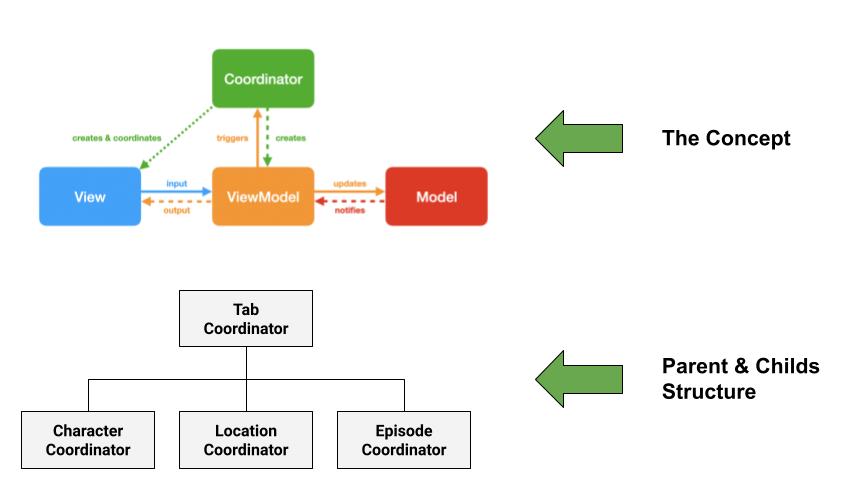 Coordinator
creates & coordinates
triggers
creates
View
input
output
ViewModel
updates
notifies
Model
The Concept
Tab
Coordinator
Character
Coordinator
Location
Coordinator
Episode
Coordinator
Parent & Childs
Structure